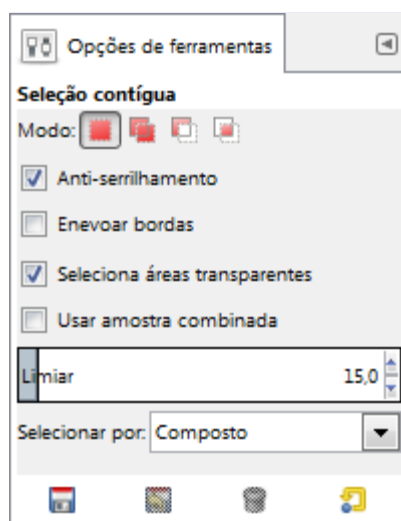 Opções de ferramentas
Seleção contígua
Modo:
Anti-serrilhamento
Enevoar bordas
Seleciona áreas transparentes
Usar amostra combinada
Limiar 15,0
Selecionar por: Composto